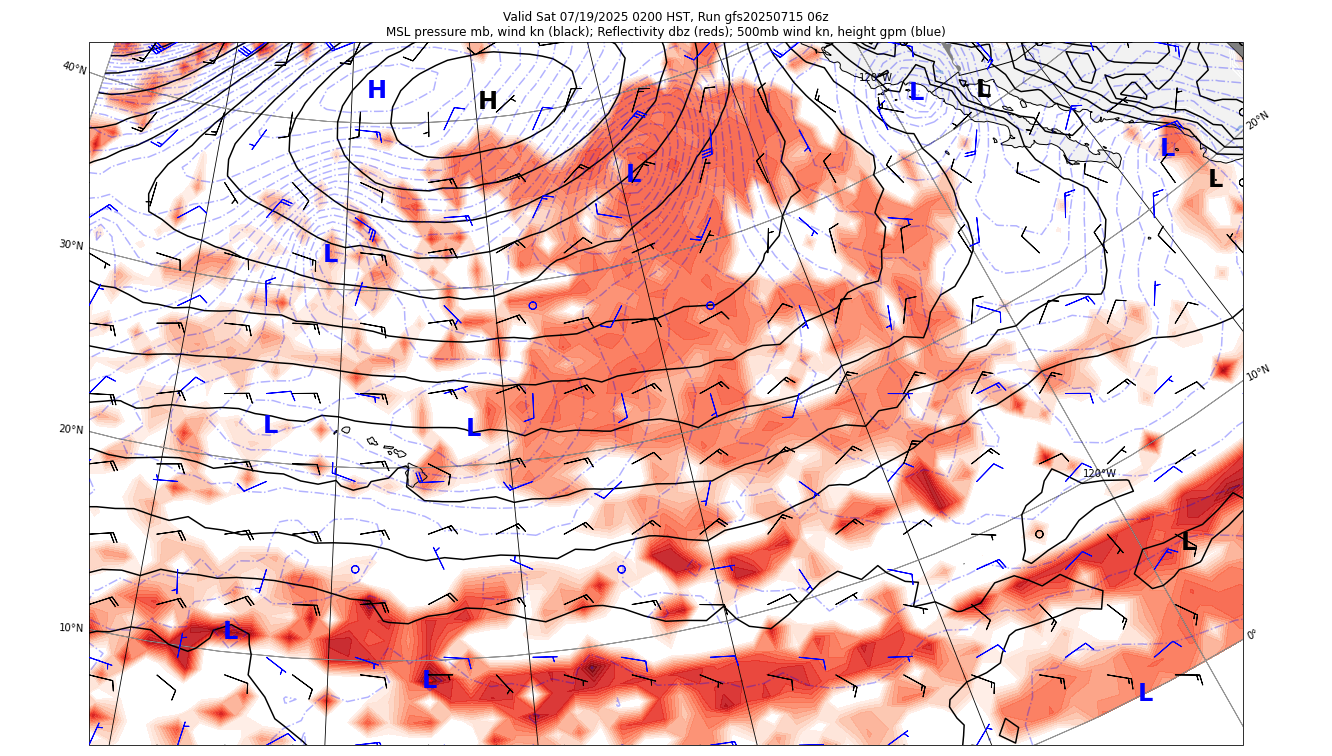 Valid Sat 07/19/2025 0200 HST, Run gfs20250715 06z
MSL pressure mb, wind kn (black); Reflectivity dbz (reds); 500mb wind kn, height gpm (blue)
40°N
120°W
H
H
L
L
20°N
L
L
L
30°N
L
10°N
20°N
L
L
120°W
L
10°N
L
0°
L
L